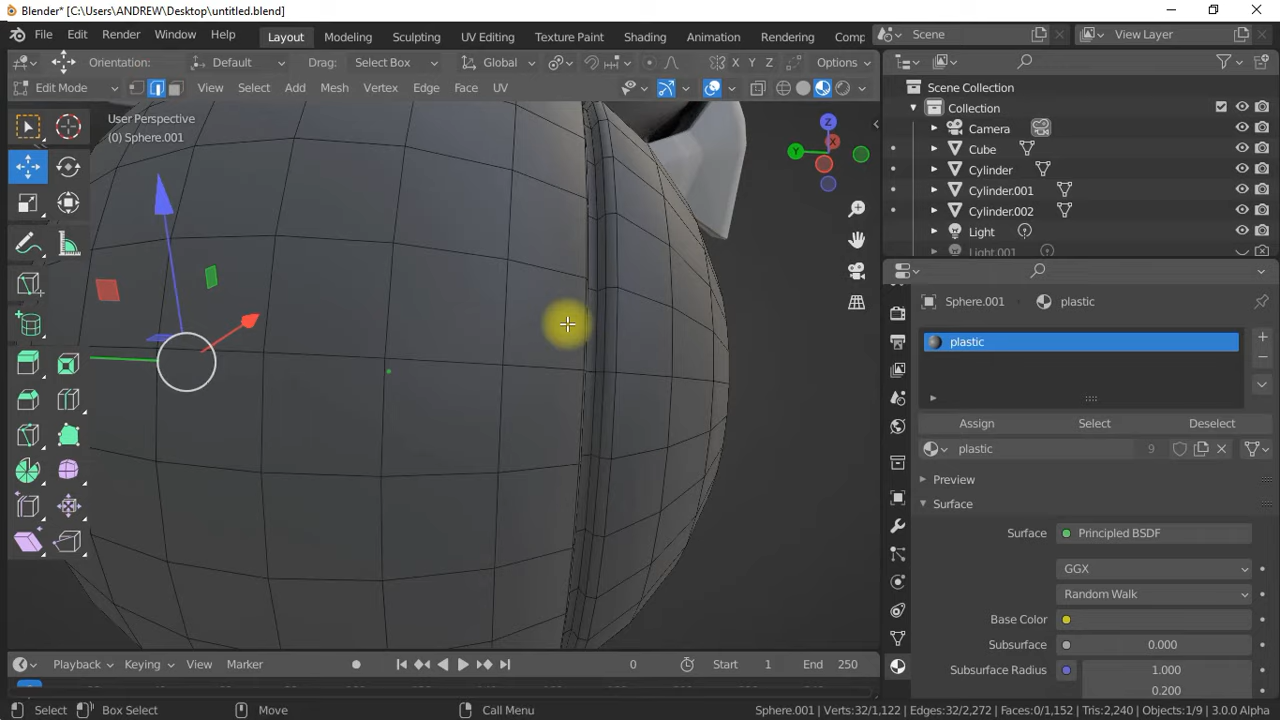 Blender* [C:\Users\ANDREW\Desktop\untitled.blend]
File Edit Render Window Help Layout Modeling Sculpting UV Editing Texture Paint Shading Animation Rendering Comp Scene View Layer
Orientation: Default Drag: Select Box Global X Y Z Options
Edit Mode View Select Add Mesh Vertex Edge Face UV
Scene Collection
Collection
Camera
Cube
Cylinder
Cylinder.001
Cylinder.002
Light
Light.001
User Perspective
(0) Sphere.001
Z
X
Y
Sphere.001 plastic
plastic
Assign Select Deselect
plastic 9
Preview
Surface
Surface Principled BSDF
GGX
Random Walk
Base Color
Subsurface 0.000
Subsurface Radius 1.000
0.200
Playback Keying View Marker 0 Start 1 End 250
Select Box Select Move Call Menu Sphere.001 | Verts:32/1,122 | Edges:32/2,272 | Faces:0/1,152 | Tris:2,240 | Objects:1/9 | 3.0.0 Alpha